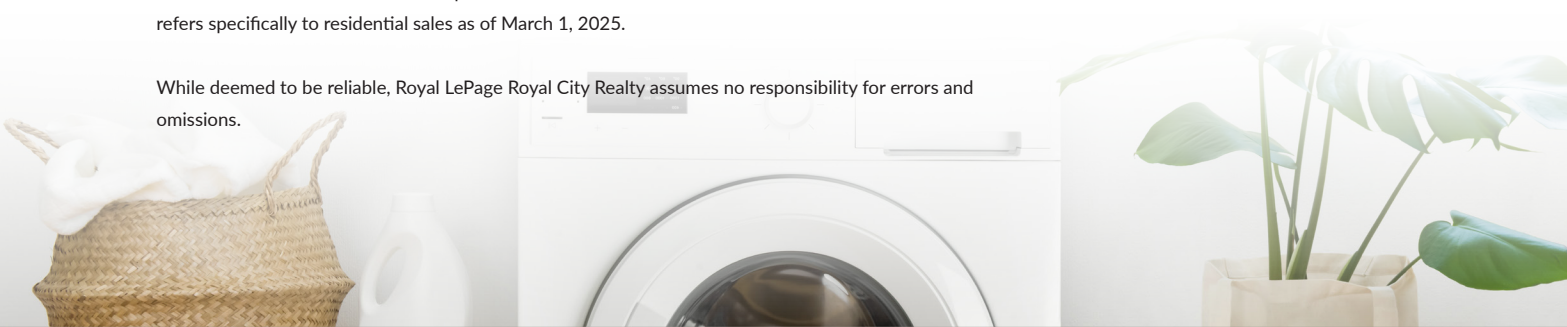 refers specifically to residential sales as of March 1, 2025.
While deemed to be reliable, Royal LePage Royal City Realty assumes no responsibility for errors and
omissions.